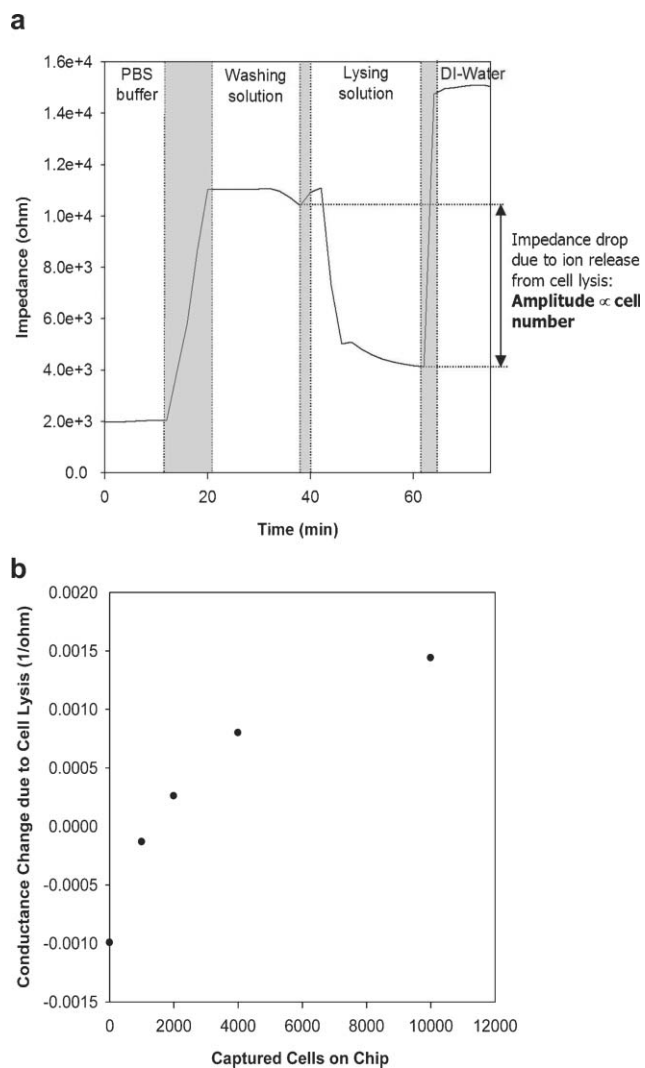 a
1.6e+4
1.4e+4
1.2e+4
1.0e+4
8.0e+3
6.0e+3
4.0e+3
2.0e+3
0.0
Impedance (ohm)
PBS
buffer
Washing
solution
Lysing
solution
DI-Water
Impedance drop
due to ion release
from cell lysis:
Amplitude ∝ cell
number
0 20 40 60
Time (min)
b
0.0020
0.0015
0.0010
0.0005
0.0000
-0.0005
-0.0010
-0.0015
Conductance Change due to Cell Lysis (1/ohm)
0 2000 4000 6000 8000 10000 12000
Captured Cells on Chip